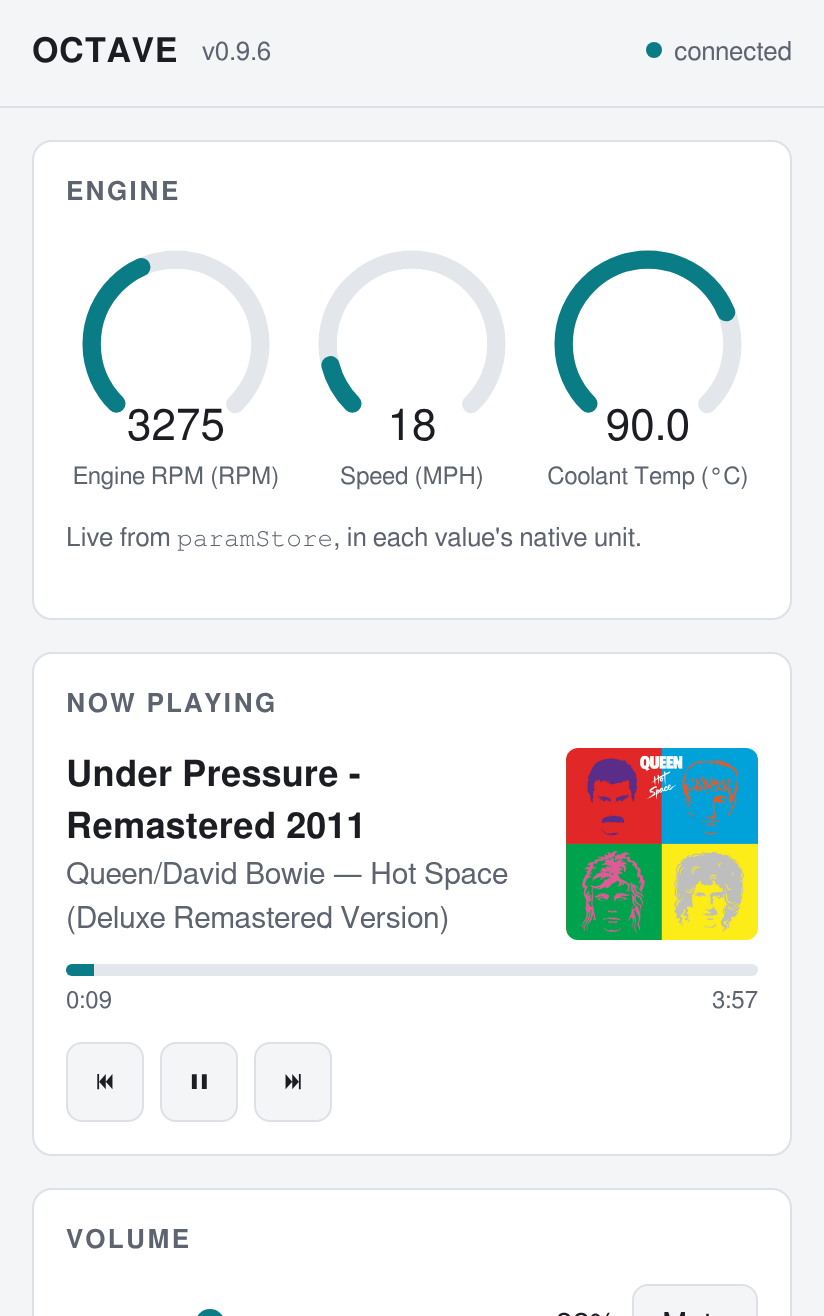 OCTAVE v0.9.6 connected
ENGINE
3275 18 90.0
Engine RPM (RPM) Speed (MPH) Coolant Temp (°C)
Live from paramStore, in each value's native unit.
NOW PLAYING
Under Pressure -
Remastered 2011
Queen/David Bowie — Hot Space
(Deluxe Remastered Version)
QUEEN
Hot
Space
0:09 3:57
VOLUME